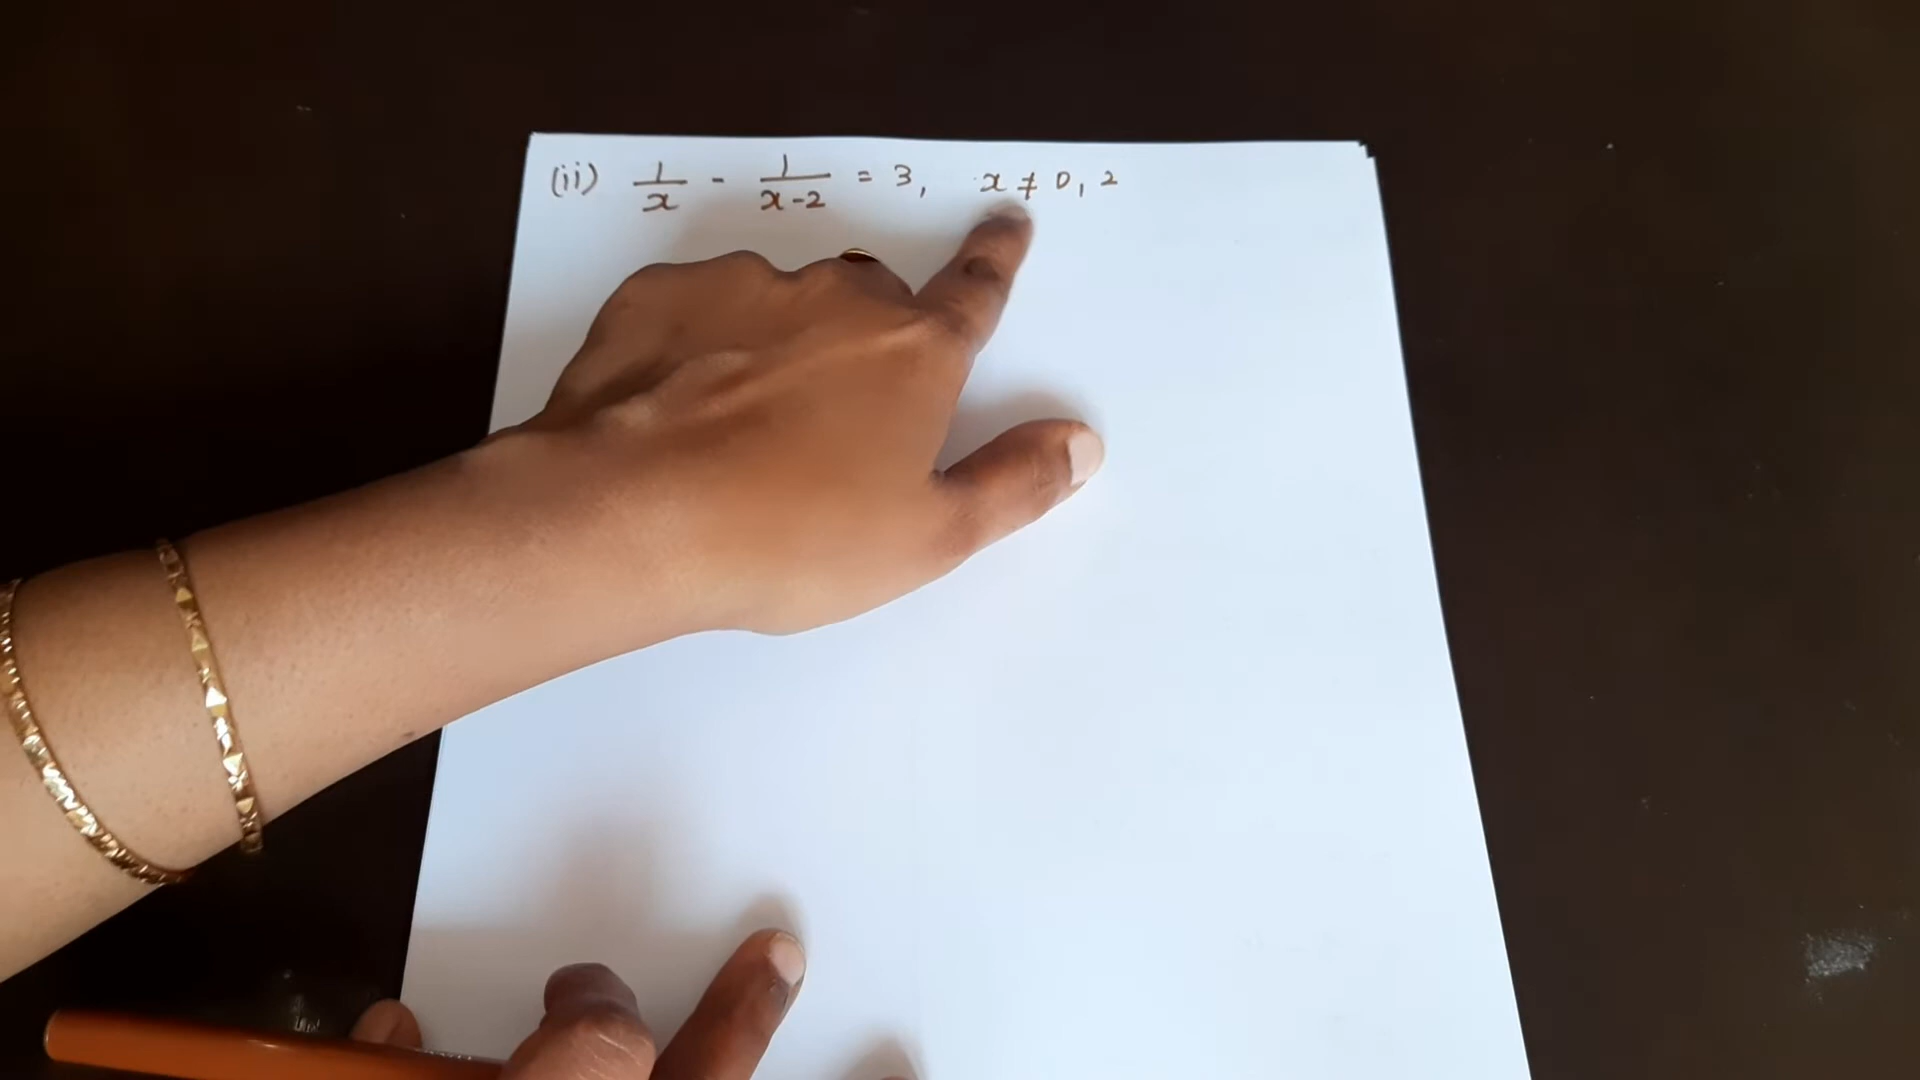 (ii) 1/x - 1/(x-2) = 3, x ≠ 0, 2